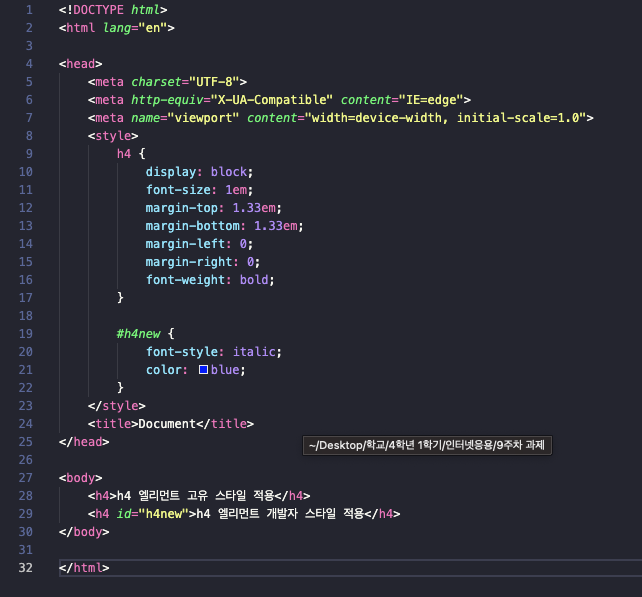 1 <!DOCTYPE html>
2 <html lang="en">
3
4 <head>
5     <meta charset="UTF-8">
6     <meta http-equiv="X-UA-Compatible" content="IE=edge">
7     <meta name="viewport" content="width=device-width, initial-scale=1.0">
8     <style>
9         h4 {
10             display: block;
11             font-size: 1em;
12             margin-top: 1.33em;
13             margin-bottom: 1.33em;
14             margin-left: 0;
15             margin-right: 0;
16             font-weight: bold;
17         }
18
19         #h4new {
20             font-style: italic;
21             color: blue;
22         }
23     </style>
24     <title>Document</title>
25 </head>
~/Desktop/학교/4학년 1학기/인터넷응용/9주차 과제
26
27 <body>
28     <h4>h4 엘리먼트 고유 스타일 적용</h4>
29     <h4 id="h4new">h4 엘리먼트 개발자 스타일 적용</h4>
30 </body>
31
32 </html>